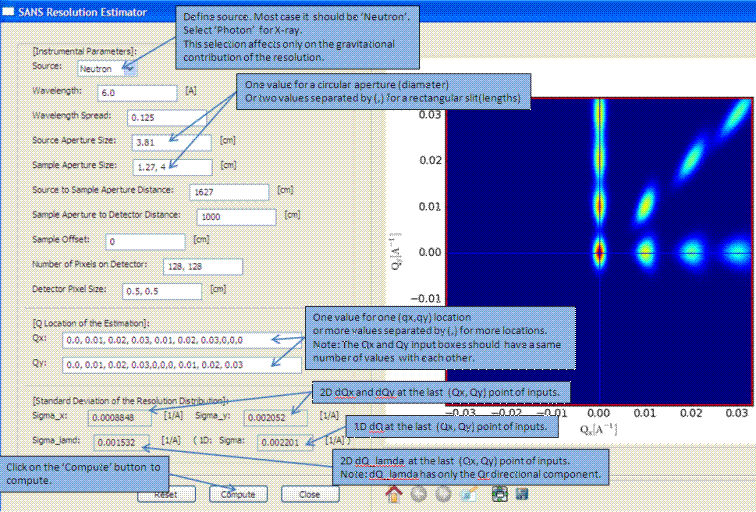 SANS Resolution Estimator
Define source. Most case it should be 'Neutron'.
Select 'Photon' for X-ray.
This selection affects only on the gravitational
contribution of the resolution.
[Instrumental Parameters]:
Source: Neutron
Wavelength: 6.0 [A]
One value for a circular aperture (diameter)
Or two values separated by (,) for a rectangular slit(lengths)
Wavelength Spread: 0.125
Source Aperture Size: 3.81 [cm]
Sample Aperture Size: 1.27, 4 [cm]
Source to Sample Aperture Distance: 1627 [cm]
Sample Aperture to Detector Distance: 1000 [cm]
Sample Offset: 0 [cm]
Number of Pixels on Detector: 128, 128
Detector Pixel Size: 0.5, 0.5 [cm]
0.03
0.02
0.01
0.00
−0.01
Qy[A⁻¹]
[Q Location of the Estimation]:
Qx: 0.0, 0.01, 0.02, 0.03, 0.01, 0.02, 0.03,0,0,0
Qy: 0.0, 0.01, 0.02, 0.03,0,0,0, 0.01, 0.02, 0.03
One value for one (qx,qy) location
or more values separated by (,) for more locations.
Note: The Qx and Qy input boxes should have a same
number of values with each other.
[Standard Deviation of the Resolution Distribution]:
Sigma_x: 0.0008848 [1/A] Sigma_y: 0.002052 [1/A]
Sigma_lamd: 0.001532 [1/A] ( 1D: Sigma: 0.002201 [1/A] )
2D dQx and dQy at the last (Qx, Qy) point of inputs.
1D dQ at the last (Qx, Qy) point of inputs.
2D dQ_lamda at the last (Qx, Qy) point of inputs.
Note: dQ_lamda has only the Qr directional component.
−0.03 −0.02 −0.01 0.00 0.01 0.02 0.03
Qx[A⁻¹]
Click on the 'Compute' button to
compute.
Reset Compute Close